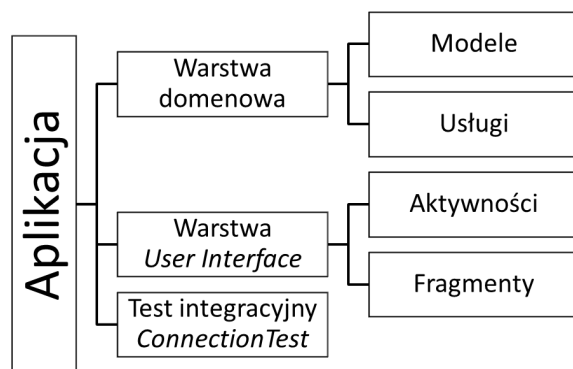 Aplikacja
Warstwa
domenowa
Modele
Usługi
Warstwa
User Interface
Aktywności
Fragmenty
Test integracyjny
ConnectionTest